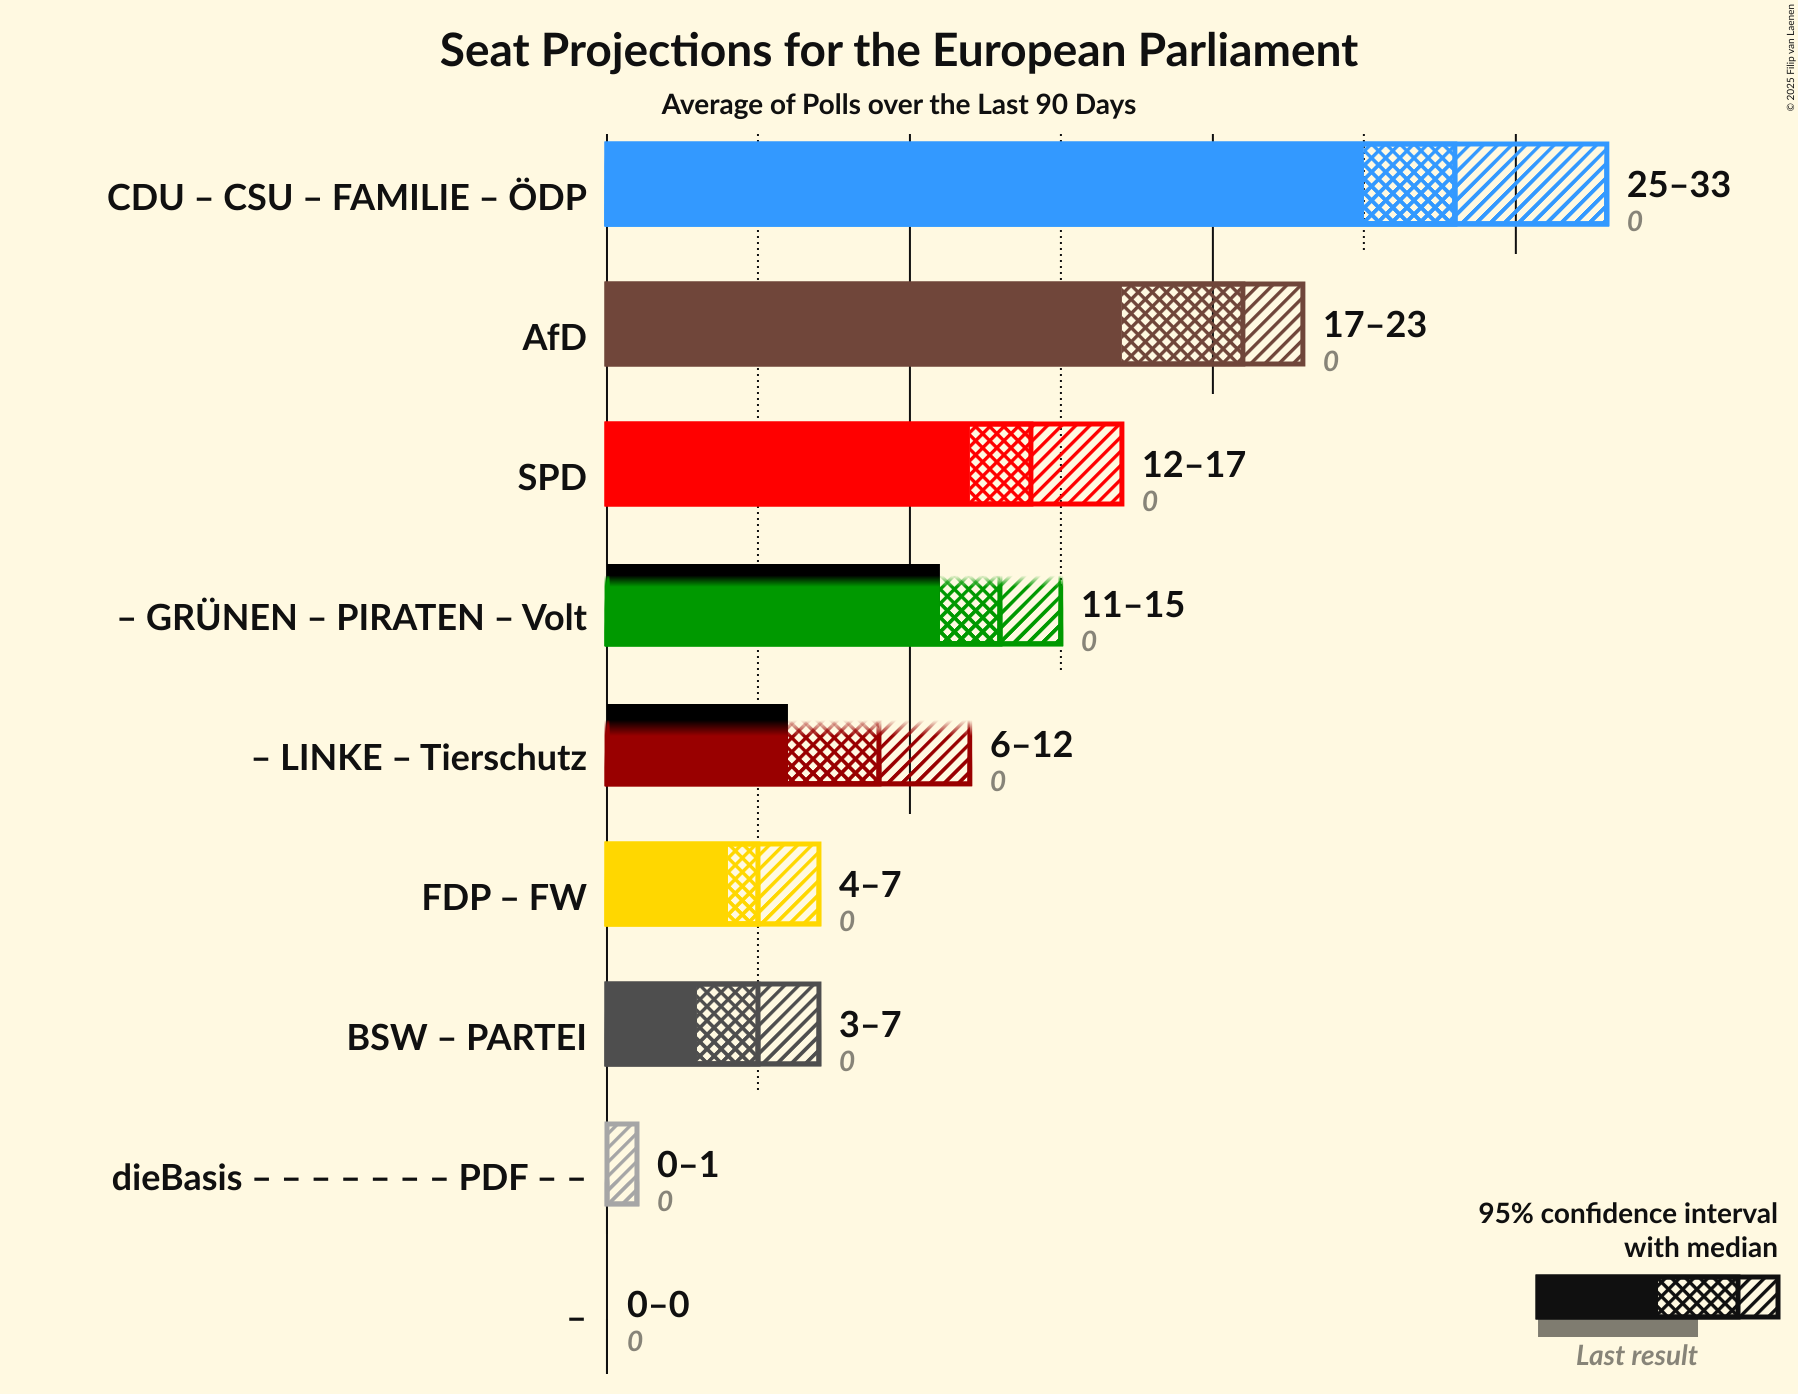 Seat Projections for the European Parliament
Average of Polls over the Last 90 Days
© 2025 Filip van Laenen
CDU – CSU – FAMILIE – ÖDP
25–33
0
AfD
17–23
0
SPD
12–17
0
– GRÜNEN – PIRATEN – Volt
11–15
0
– LINKE – Tierschutz
6–12
0
FDP – FW
4–7
0
BSW – PARTEI
3–7
0
dieBasis – – – – – – – PDF – –
0–1
0
–
0–0
0
95% confidence interval
with median
Last result